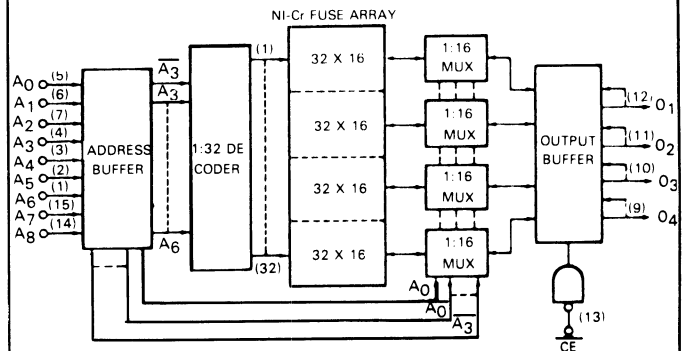 NI-Cr FUSE ARRAY
A0 (5)
A1 (6)
A2 (7)
A3 (4)
A4 (3)
A5 (2)
A6 (1)
A7 (15)
A8 (14)
ADDRESS
BUFFER
A̅3̅
A3
A6
1:32 DE
CODER
(1)
(32)
32 X 16
32 X 16
32 X 16
32 X 16
1:16
MUX
1:16
MUX
1:16
MUX
1:16
MUX
A0
A̅0̅
A̅3̅
OUTPUT
BUFFER
(12) O1
(11) O2
(10) O3
(9) O4
(13)
C̅E̅